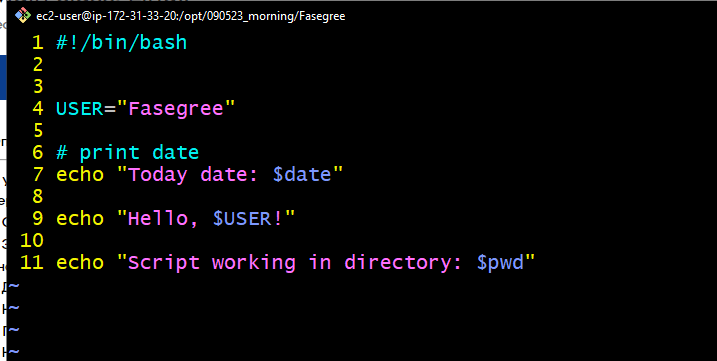 ec2-user@ip-172-31-33-20:/opt/090523_morning/Fasegree
1 #!/bin/bash
2
3
4 USER="Fasegree"
5
6 # print date
7 echo "Today date: $date"
8
9 echo "Hello, $USER!"
10
11 echo "Script working in directory: $pwd"
~
~
~
~